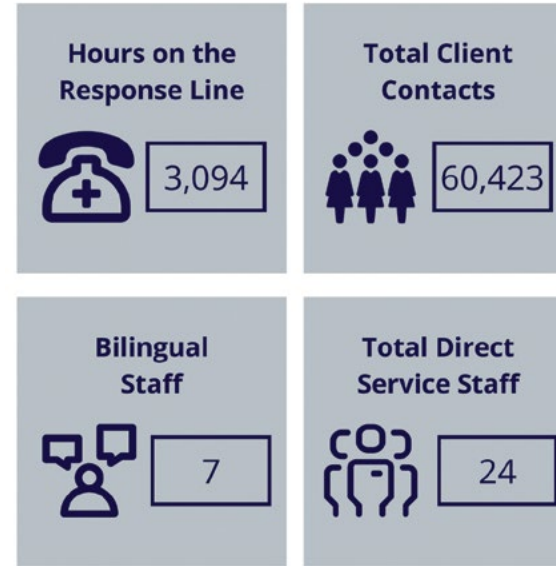 Hours on the
Response Line
3,094
Total Client
Contacts
60,423
Bilingual
Staff
7
Total Direct
Service Staff
24